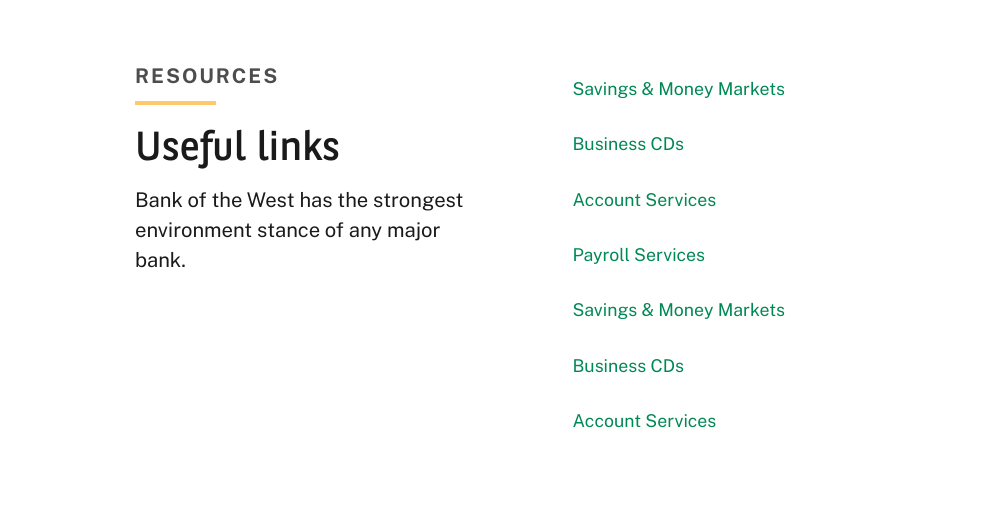 RESOURCES
Useful links
Bank of the West has the strongest
environment stance of any major
bank.
Savings & Money Markets
Business CDs
Account Services
Payroll Services
Savings & Money Markets
Business CDs
Account Services